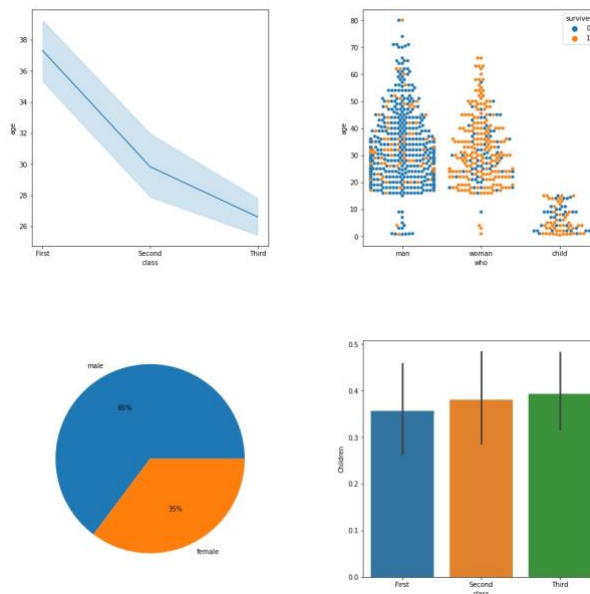 38
36
34
32
30
28
26
age
First
Second
Third
class
survived
0
1
80
70
60
50
40
30
20
10
0
age
man
woman
child
who
male
65%
35%
female
0.5
0.4
0.3
0.2
0.1
0.0
Children
First
Second
Third
class